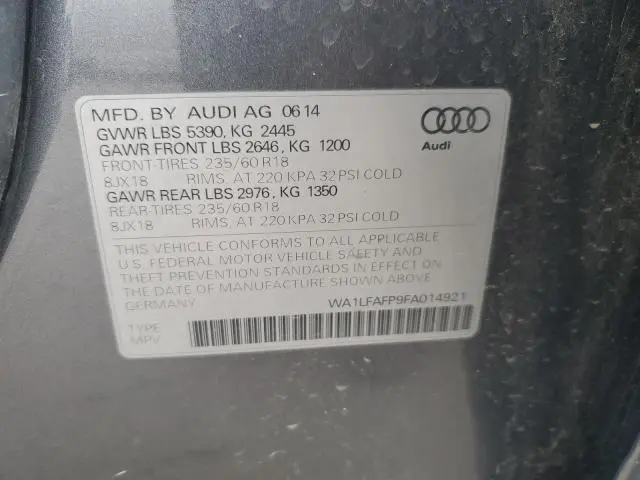 MFD. BY AUDI AG 06 14
GVWR LBS 5390, KG 2445
GAWR FRONT LBS 2646, KG 1200
FRONT-TIRES 235/60 R18
8JX18 RIMS, AT 220 KPA 32 PSI COLD
GAWR REAR LBS 2976, KG 1350
REAR-TIRES 235/60 R18
8JX18 RIMS, AT 220 KPA 32 PSI COLD
Audi
THIS VEHICLE CONFORMS TO ALL APPLICABLE
U.S. FEDERAL MOTOR VEHICLE SAFETY AND
THEFT PREVENTION STANDARDS IN EFFECT ON
THE DATE OF MANUFACTURE SHOWN ABOVE.
GERMANY
WA1LFAFP9FA014921
TYPE
MPV